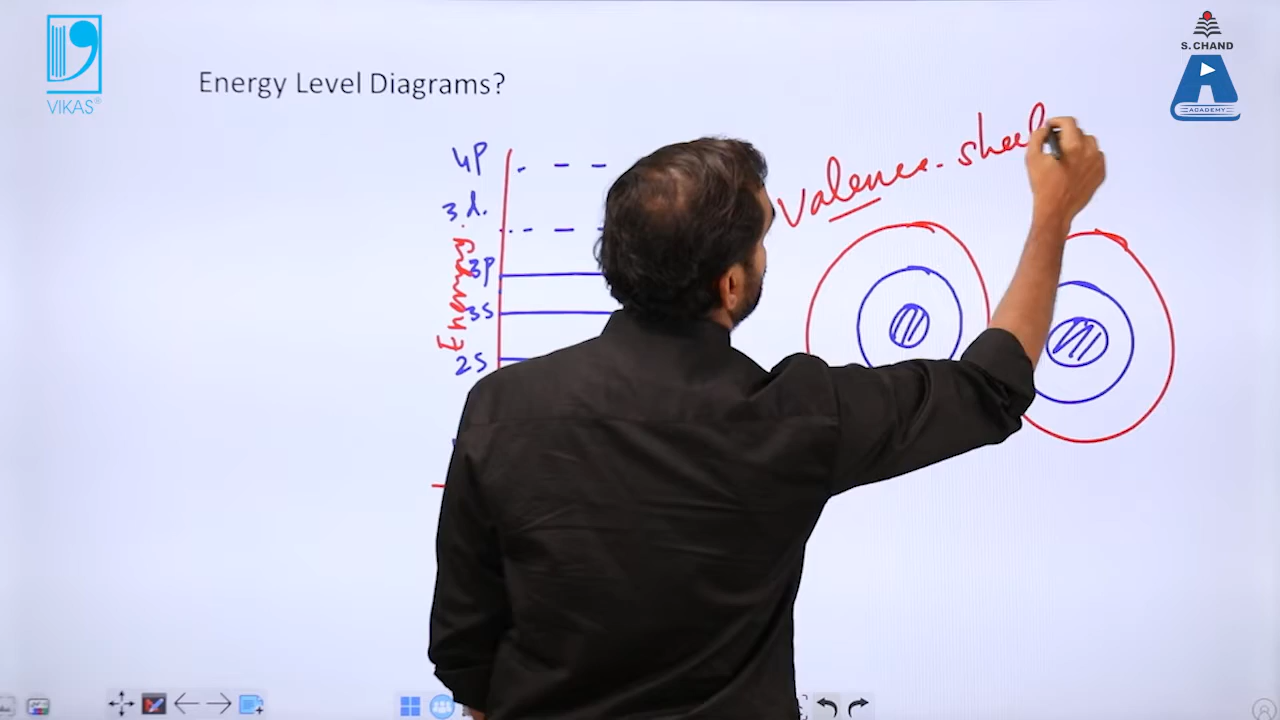 VIKAS®
S. CHAND
ACADEMY
Energy Level Diagrams?
4P
3d.
Energy
3P
3S
2S
Valence shell